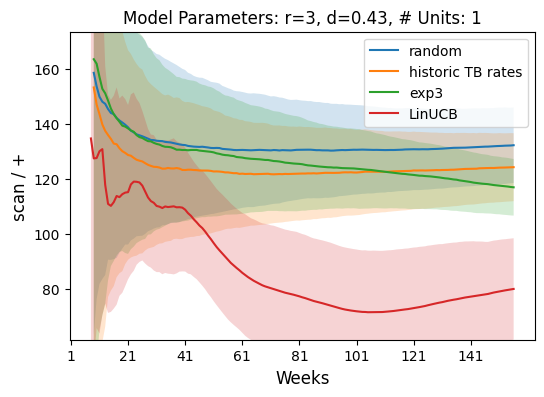 Model Parameters: r=3, d=0.43, # Units: 1
random
historic TB rates
exp3
LinUCB
scan / +
160
140
120
100
80
1 21 41 61 81 101 121 141
Weeks